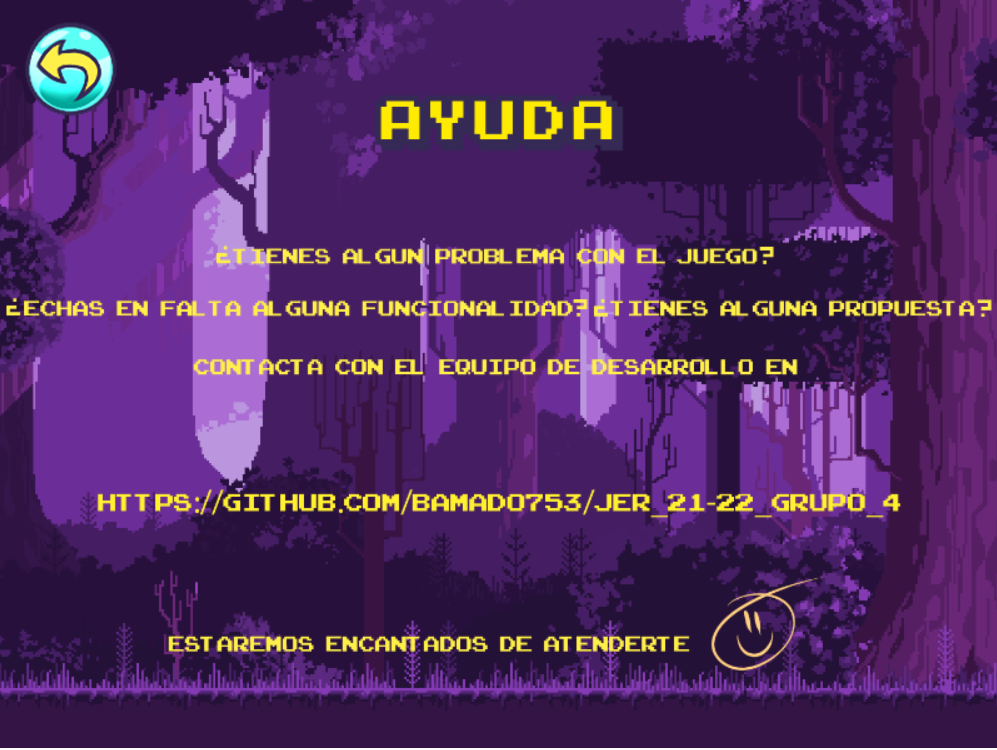 AYUDA
¿TIENES ALGUN PROBLEMA CON EL JUEGO?
¿ECHAS EN FALTA ALGUNA FUNCIONALIDAD?¿TIENES ALGUNA PROPUESTA?
CONTACTA CON EL EQUIPO DE DESARROLLO EN
HTTPS://GITHUB.COM/BAMADO753/JER_21-22_GRUPO_4
ESTAREMOS ENCANTADOS DE ATENDERTE